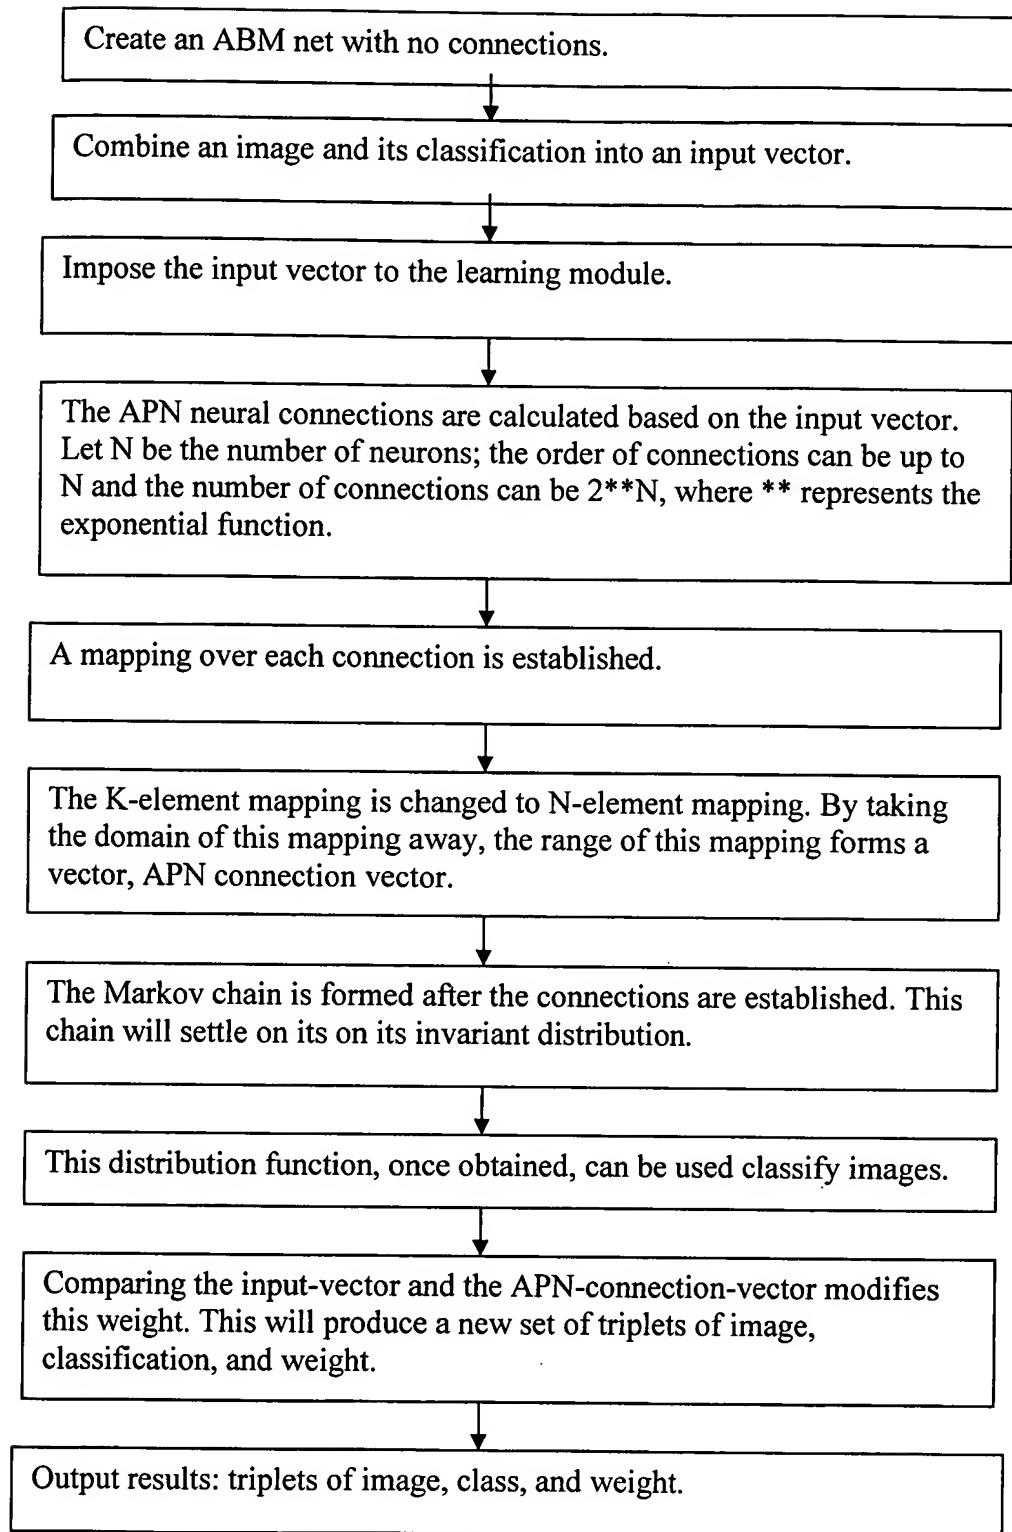 Create an ABM net with no connections.
Combine an image and its classification into an input vector.
Impose the input vector to the learning module.
The APN neural connections are calculated based on the input vector.
Let N be the number of neurons; the order of connections can be up to
N and the number of connections can be 2**N, where ** represents the
exponential function.
A mapping over each connection is established.
The K-element mapping is changed to N-element mapping. By taking
the domain of this mapping away, the range of this mapping forms a
vector, APN connection vector.
The Markov chain is formed after the connections are established. This
chain will settle on its on its invariant distribution.
This distribution function, once obtained, can be used classify images.
Comparing the input-vector and the APN-connection-vector modifies
this weight. This will produce a new set of triplets of image,
classification, and weight.
Output results: triplets of image, class, and weight.